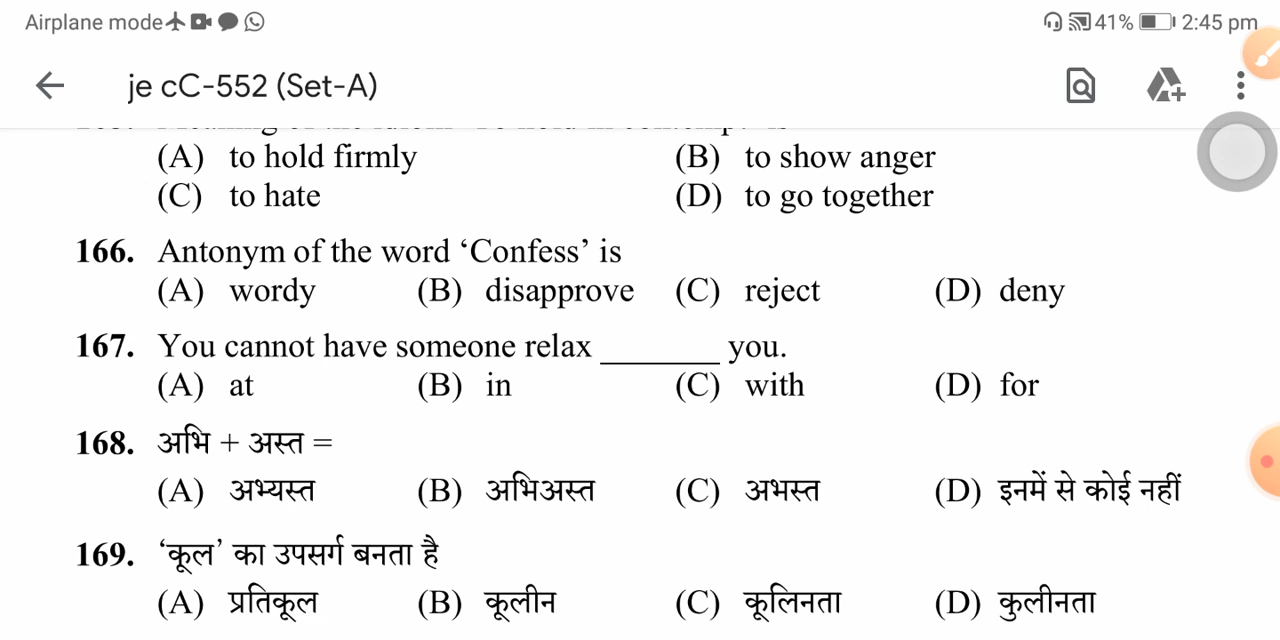 Airplane mode 41% 2:45 pm
je cC-552 (Set-A)
(A) to hold firmly (B) to show anger
(C) to hate (D) to go together
166. Antonym of the word ‘Confess’ is
(A) wordy (B) disapprove (C) reject (D) deny
167. You cannot have someone relax ________ you.
(A) at (B) in (C) with (D) for
168. अभि + अस्त =
(A) अभ्यस्त (B) अभिअस्त (C) अभस्त (D) इनमें से कोई नहीं
169. ‘कूल’ का उपसर्ग बनता है
(A) प्रतिकूल (B) कूलीन (C) कूलिनता (D) कुलीनता